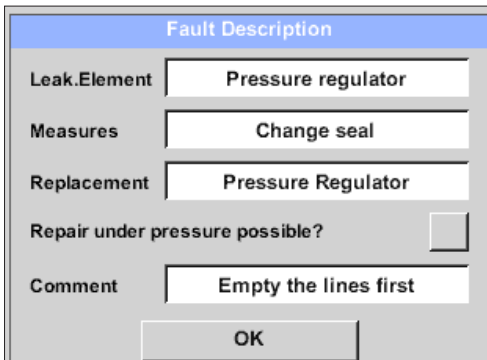 Fault Description
Leak.Element Pressure regulator
Measures Change seal
Replacement Pressure Regulator
Repair under pressure possible?
Comment Empty the lines first
OK